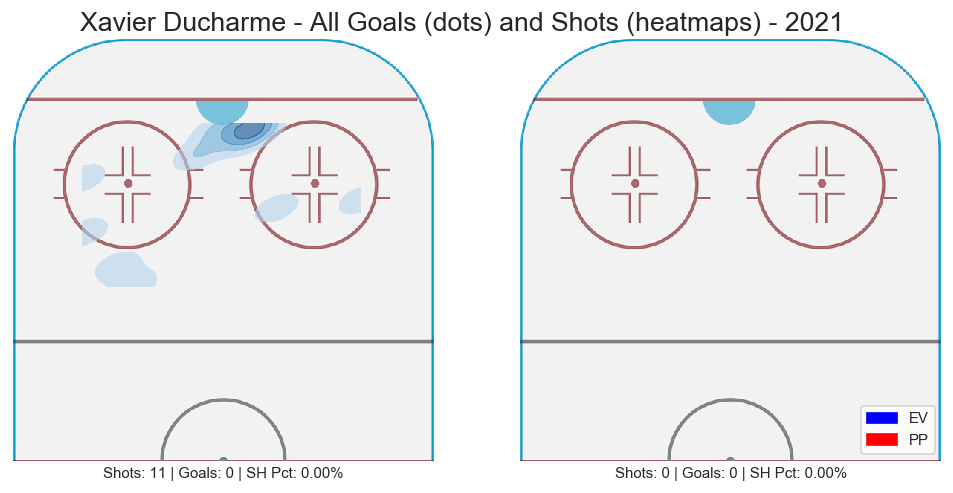 Xavier Ducharme - All Goals (dots) and Shots (heatmaps) - 2021
EV
PP
Shots: 11 | Goals: 0 | SH Pct: 0.00%
Shots: 0 | Goals: 0 | SH Pct: 0.00%